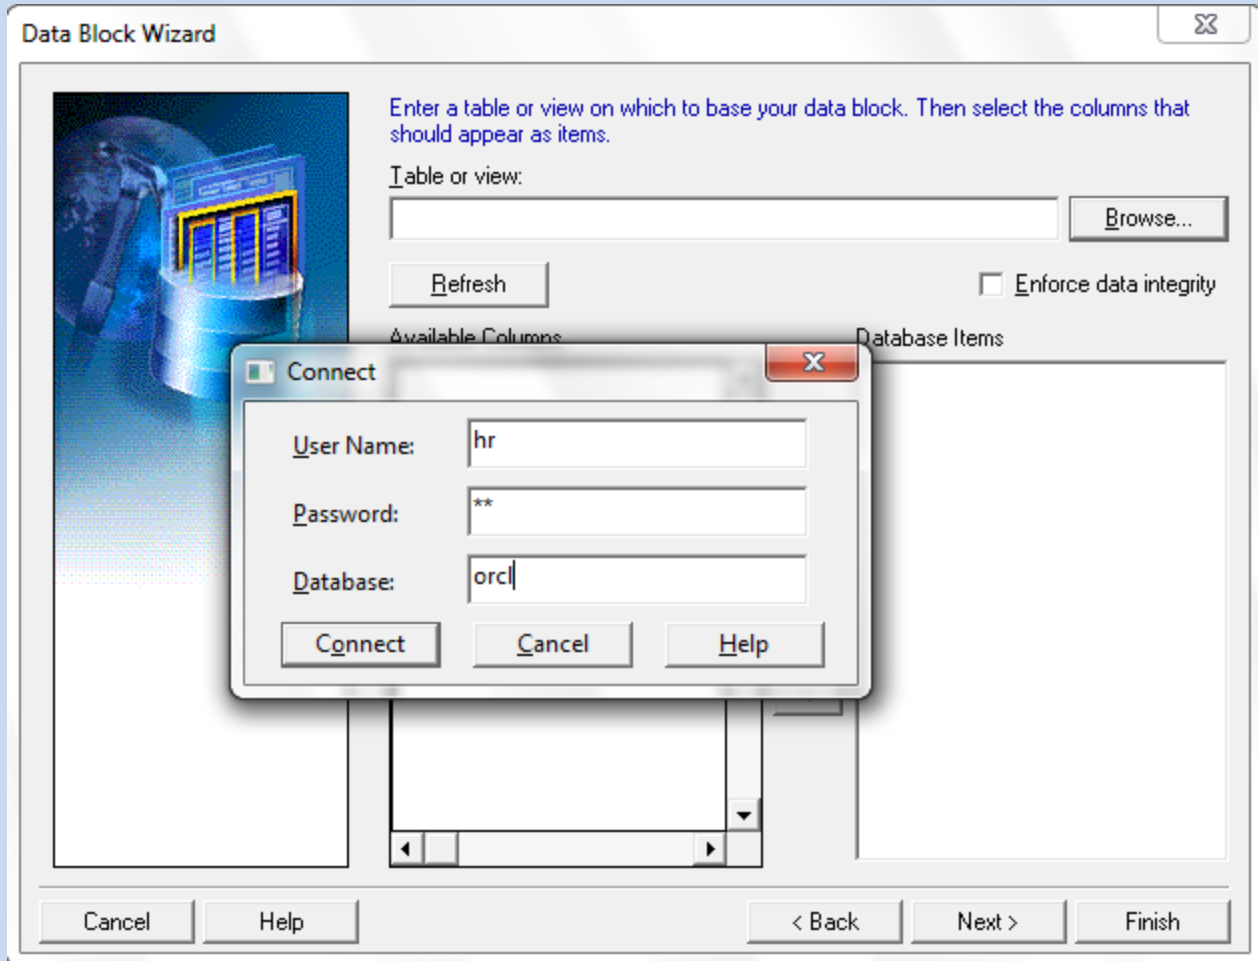 Data Block Wizard
Enter a table or view on which to base your data block. Then select the columns that
should appear as items.
Table or view:
Browse...
Refresh
Enforce data integrity
Available Columns
Database Items
Connect
User Name:
hr
Password:
**
Database:
orcl
Connect
Cancel
Help
Cancel
Help
< Back
Next >
Finish